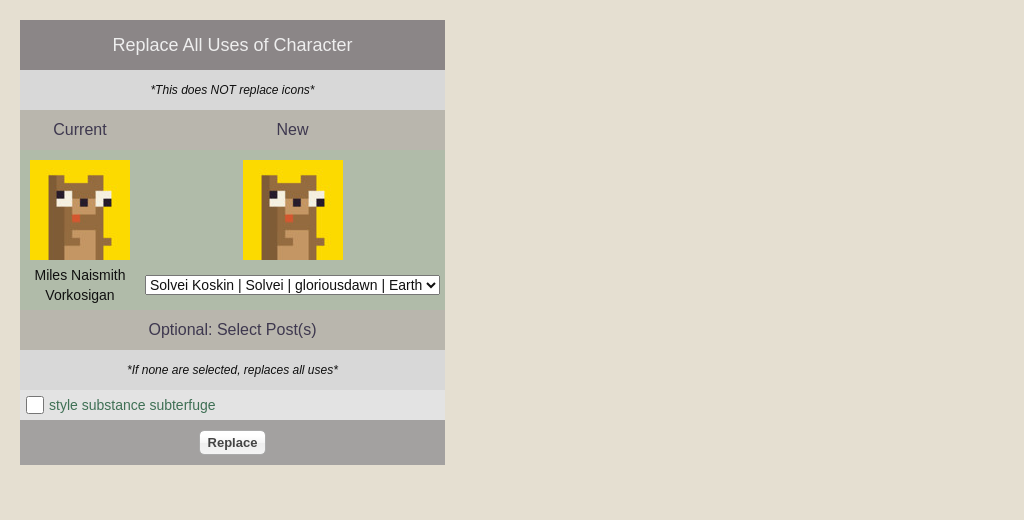 Replace All Uses of Character
*This does NOT replace icons*
Current New
Miles Naismith
Vorkosigan
Solvei Koskin | Solvei | gloriousdawn | Earth
Optional: Select Post(s)
*If none are selected, replaces all uses*
style substance subterfuge
Replace